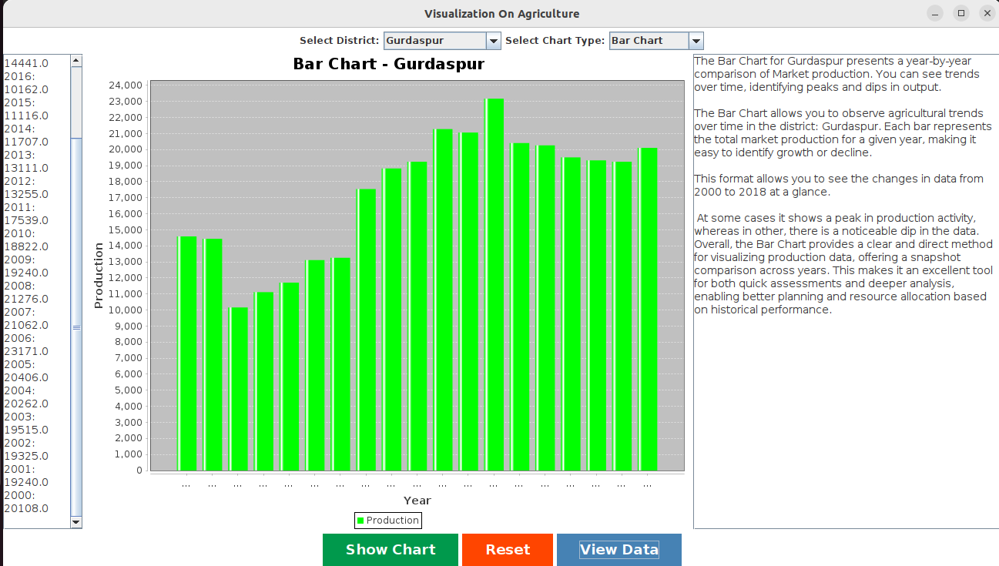 Visualization On Agriculture
Select District: Gurdaspur Select Chart Type: Bar Chart
14441.0
2016:
10162.0
2015:
11116.0
2014:
11707.0
2013:
13111.0
2012:
13255.0
2011:
17539.0
2010:
18822.0
2009:
19240.0
2008:
21276.0
2007:
21062.0
2006:
23171.0
2005:
20406.0
2004:
20262.0
2003:
19515.0
2002:
19325.0
2001:
19240.0
2000:
20108.0
Bar Chart - Gurdaspur
Production
24,000
23,000
22,000
21,000
20,000
19,000
18,000
17,000
16,000
15,000
14,000
13,000
12,000
11,000
10,000
9,000
8,000
7,000
6,000
5,000
4,000
3,000
2,000
1,000
0
... ... ... ... ... ... ... ... ... ... ... ... ... ... ... ... ... ... ...
Year
Production
The Bar Chart for Gurdaspur presents a year-by-year
comparison of Market production. You can see trends
over time, identifying peaks and dips in output.
The Bar Chart allows you to observe agricultural trends
over time in the district: Gurdaspur. Each bar represents
the total market production for a given year, making it
easy to identify growth or decline.
This format allows you to see the changes in data from
2000 to 2018 at a glance.
At some cases it shows a peak in production activity,
whereas in other, there is a noticeable dip in the data.
Overall, the Bar Chart provides a clear and direct method
for visualizing production data, offering a snapshot
comparison across years. This makes it an excellent tool
for both quick assessments and deeper analysis,
enabling better planning and resource allocation based
on historical performance.
Show Chart Reset View Data